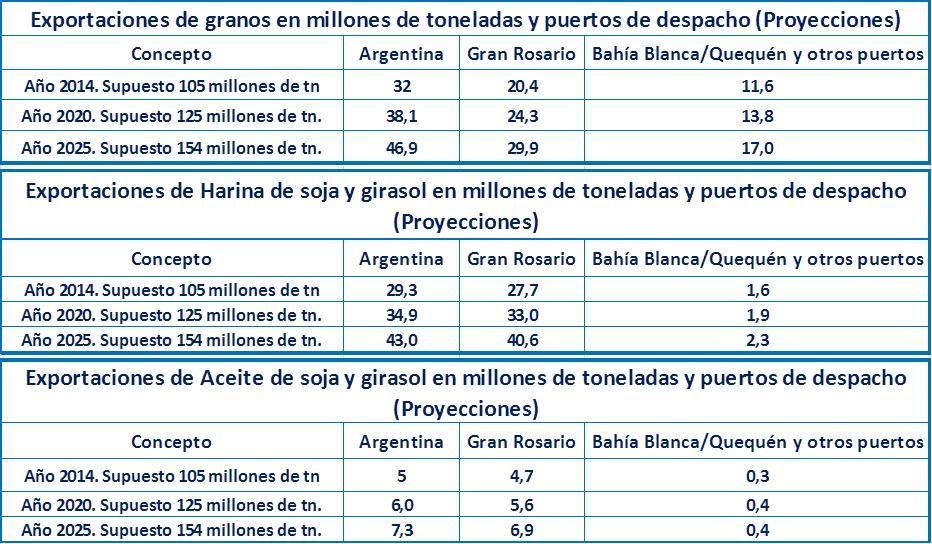 Exportaciones de granos en millones de toneladas y puertos de despacho (Proyecciones)
Concepto Argentina Gran Rosario Bahía Blanca/Quequén y otros puertos
Año 2014. Supuesto 105 millones de tn 32 20,4 11,6
Año 2020. Supuesto 125 millones de tn. 38,1 24,3 13,8
Año 2025. Supuesto 154 millones de tn. 46,9 29,9 17,0
Exportaciones de Harina de soja y girasol en millones de toneladas y puertos de despacho
(Proyecciones)
Concepto Argentina Gran Rosario Bahía Blanca/Quequén y otros puertos
Año 2014. Supuesto 105 millones de tn 29,3 27,7 1,6
Año 2020. Supuesto 125 millones de tn. 34,9 33,0 1,9
Año 2025. Supuesto 154 millones de tn. 43,0 40,6 2,3
Exportaciones de Aceite de soja y girasol en millones de toneladas y puertos de despacho
(Proyecciones)
Concepto Argentina Gran Rosario Bahía Blanca/Quequén y otros puertos
Año 2014. Supuesto 105 millones de tn 5 4,7 0,3
Año 2020. Supuesto 125 millones de tn. 6,0 5,6 0,4
Año 2025. Supuesto 154 millones de tn. 7,3 6,9 0,4